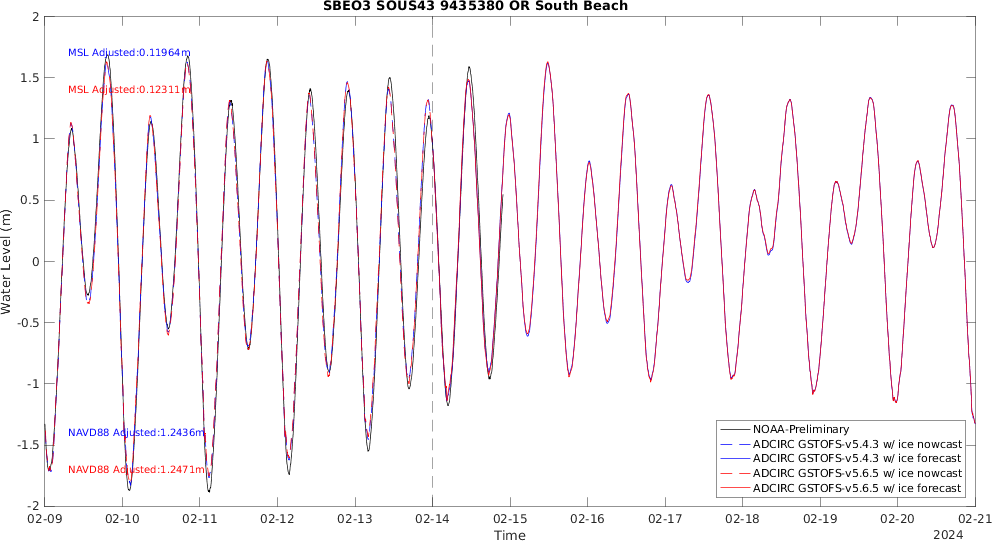 SBEO3 SOUS43 9435380 OR South Beach
2
1.5
1
0.5
0
-0.5
-1
-1.5
-2
Water Level (m)
MSL Adjusted:0.11964m
MSL Adjusted:0.12311m
NAVD88 Adjusted:1.2436m
NAVD88 Adjusted:1.2471m
NOAA-Preliminary
ADCIRC GSTOFS-v5.4.3 w/ ice nowcast
ADCIRC GSTOFS-v5.4.3 w/ ice forecast
ADCIRC GSTOFS-v5.6.5 w/ ice nowcast
ADCIRC GSTOFS-v5.6.5 w/ ice forecast
02-09 02-10 02-11 02-12 02-13 02-14 02-15 02-16 02-17 02-18 02-19 02-20 02-21
Time
2024